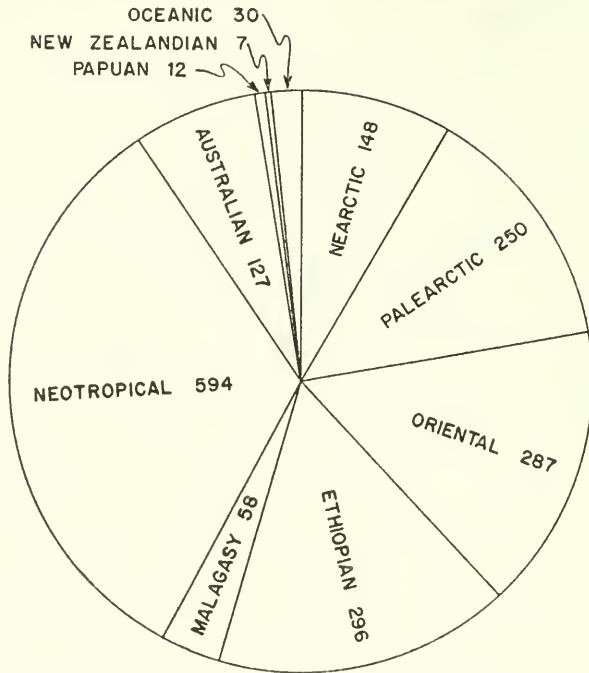 OCEANIC 30
NEW ZEALANDIAN 7
PAPUAN 12
NEARCTIC 148
PALEARCTIC 250
ORIENTAL 287
ETHIOPIAN 296
MALAGASY 58
NEOTROPICAL 594
AUSTRALIAN 127